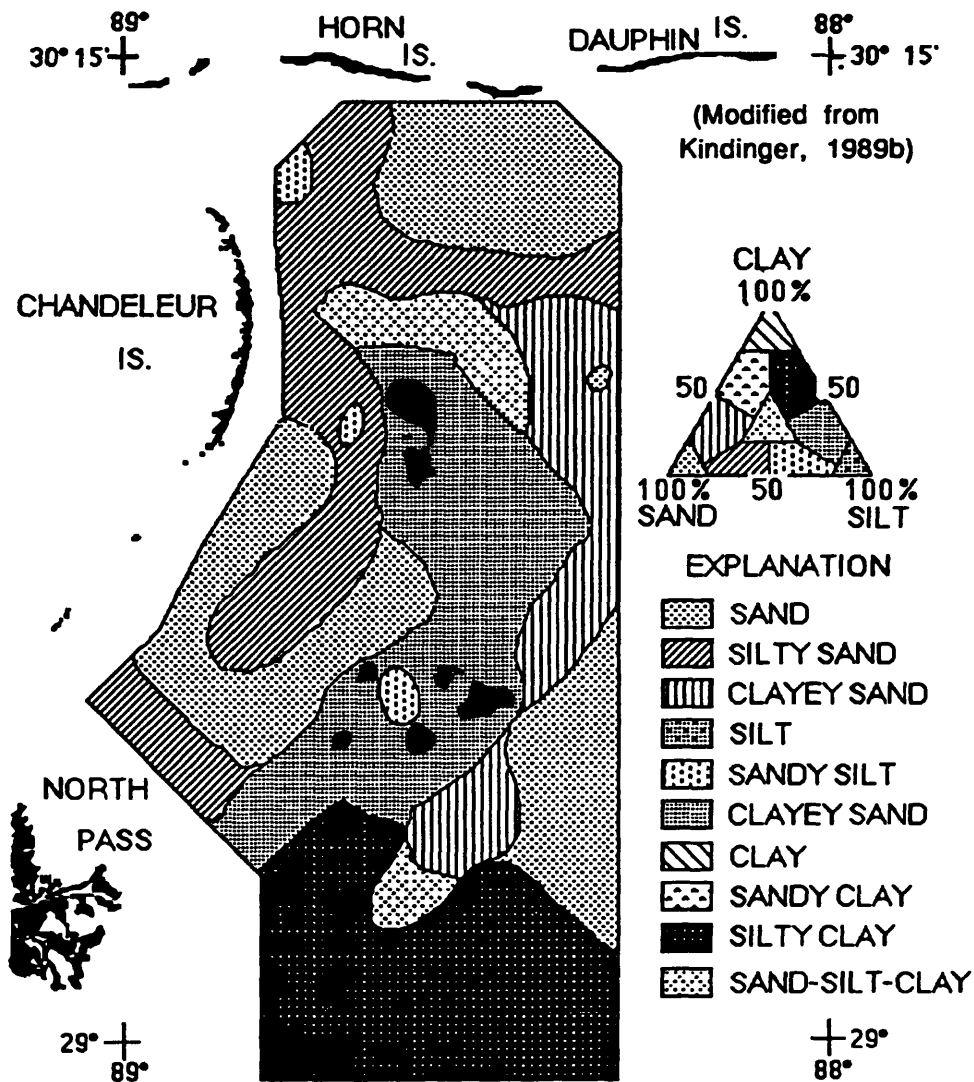 89°
HORN
IS.
DAUPHIN IS.
88°
30° 15'
30° 15'
(Modified from
Kindinger, 1989b)
CHANDELEUR
IS.
CLAY
100%
50
50
100%
50
100%
SAND
SILT
EXPLANATION
SAND
SILTY SAND
CLAYEY SAND
SILT
SANDY SILT
CLAYEY SAND
CLAY
SANDY CLAY
SILTY CLAY
SAND-SILT-CLAY
NORTH
PASS
29°
89°
29°
88°